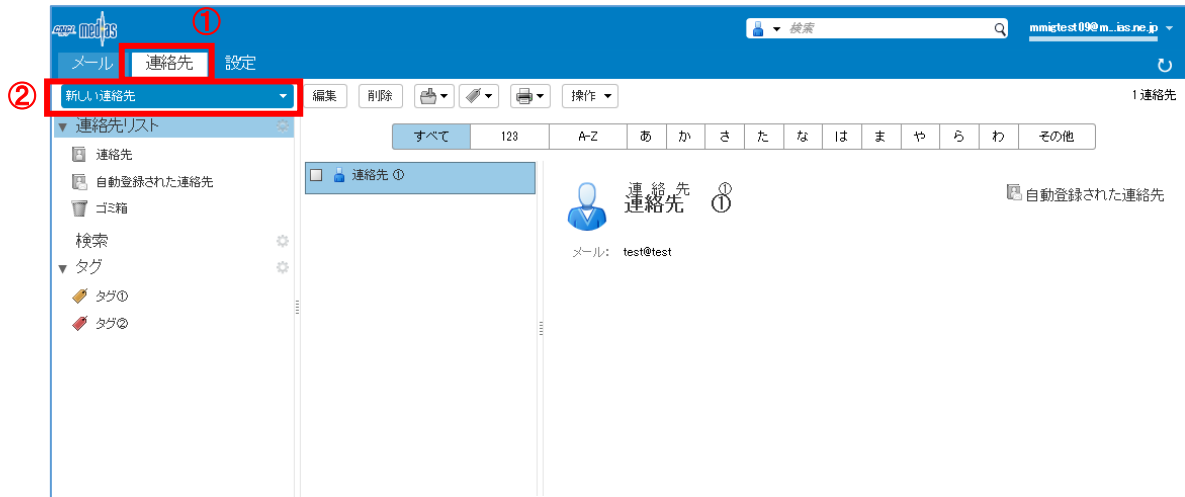 ①
CNCI medias
検索
mmigtest09@m...ias.ne.jp
メール 連絡先 設定
②
新しい連絡先 編集 削除 操作 1 連絡先
連絡先リスト
すべて 123 A-Z あ か さ た な は ま や ら わ その他
連絡先
自動登録された連絡先
ゴミ箱
検索
タグ
タグ①
タグ②
連絡先 ①
連絡先 ①
連絡先 ①
自動登録された連絡先
メール: test@test